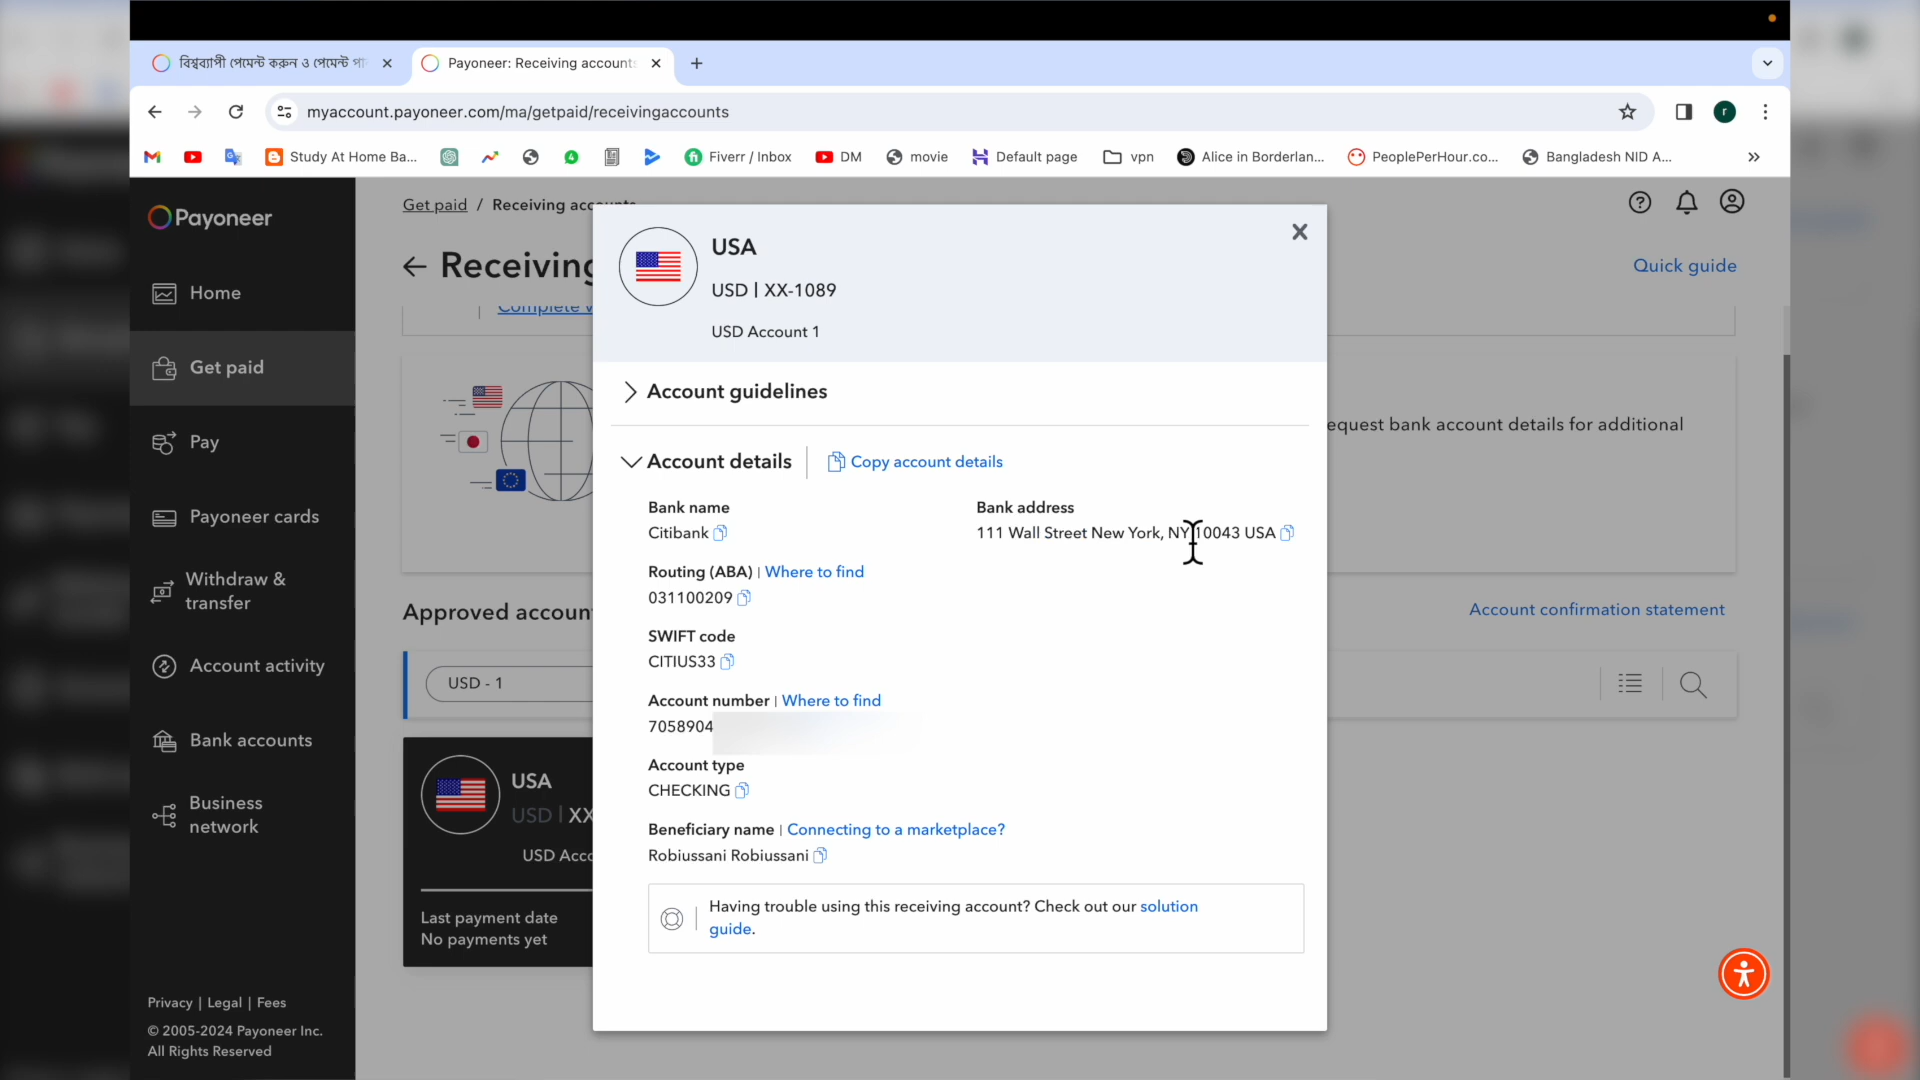 বিশ্বব্যাপী পেমেন্ট করুন ও পেমেন্ট
Payoneer: Receiving accounts
myaccount.payoneer.com/ma/getpaid/receivingaccounts
Study At Home Ba...
Fiverr / Inbox
DM
movie
Default page
vpn
Alice in Borderlan...
PeoplePerHour.co...
Bangladesh NID A...
Payoneer
Home
Get paid
Pay
Payoneer cards
Withdraw &
transfer
Account activity
Bank accounts
Business
network
Privacy | Legal | Fees
© 2005-2024 Payoneer Inc.
All Rights Reserved
Get paid / Receiving accounts
Receiving
Quick guide
Complete
equest bank account details for additional
Approved accoun
Account confirmation statement
USD - 1
USA
USD | XX
USD Acco
Last payment date
No payments yet
USA
USD | XX-1089
USD Account 1
Account guidelines
Account details
Copy account details
Bank name
Citibank
Bank address
111 Wall Street New York, NY 10043 USA
Routing (ABA) | Where to find
031100209
SWIFT code
CITIUS33
Account number | Where to find
7058904
Account type
CHECKING
Beneficiary name | Connecting to a marketplace?
Robiussani Robiussani
Having trouble using this receiving account? Check out our solution
guide.